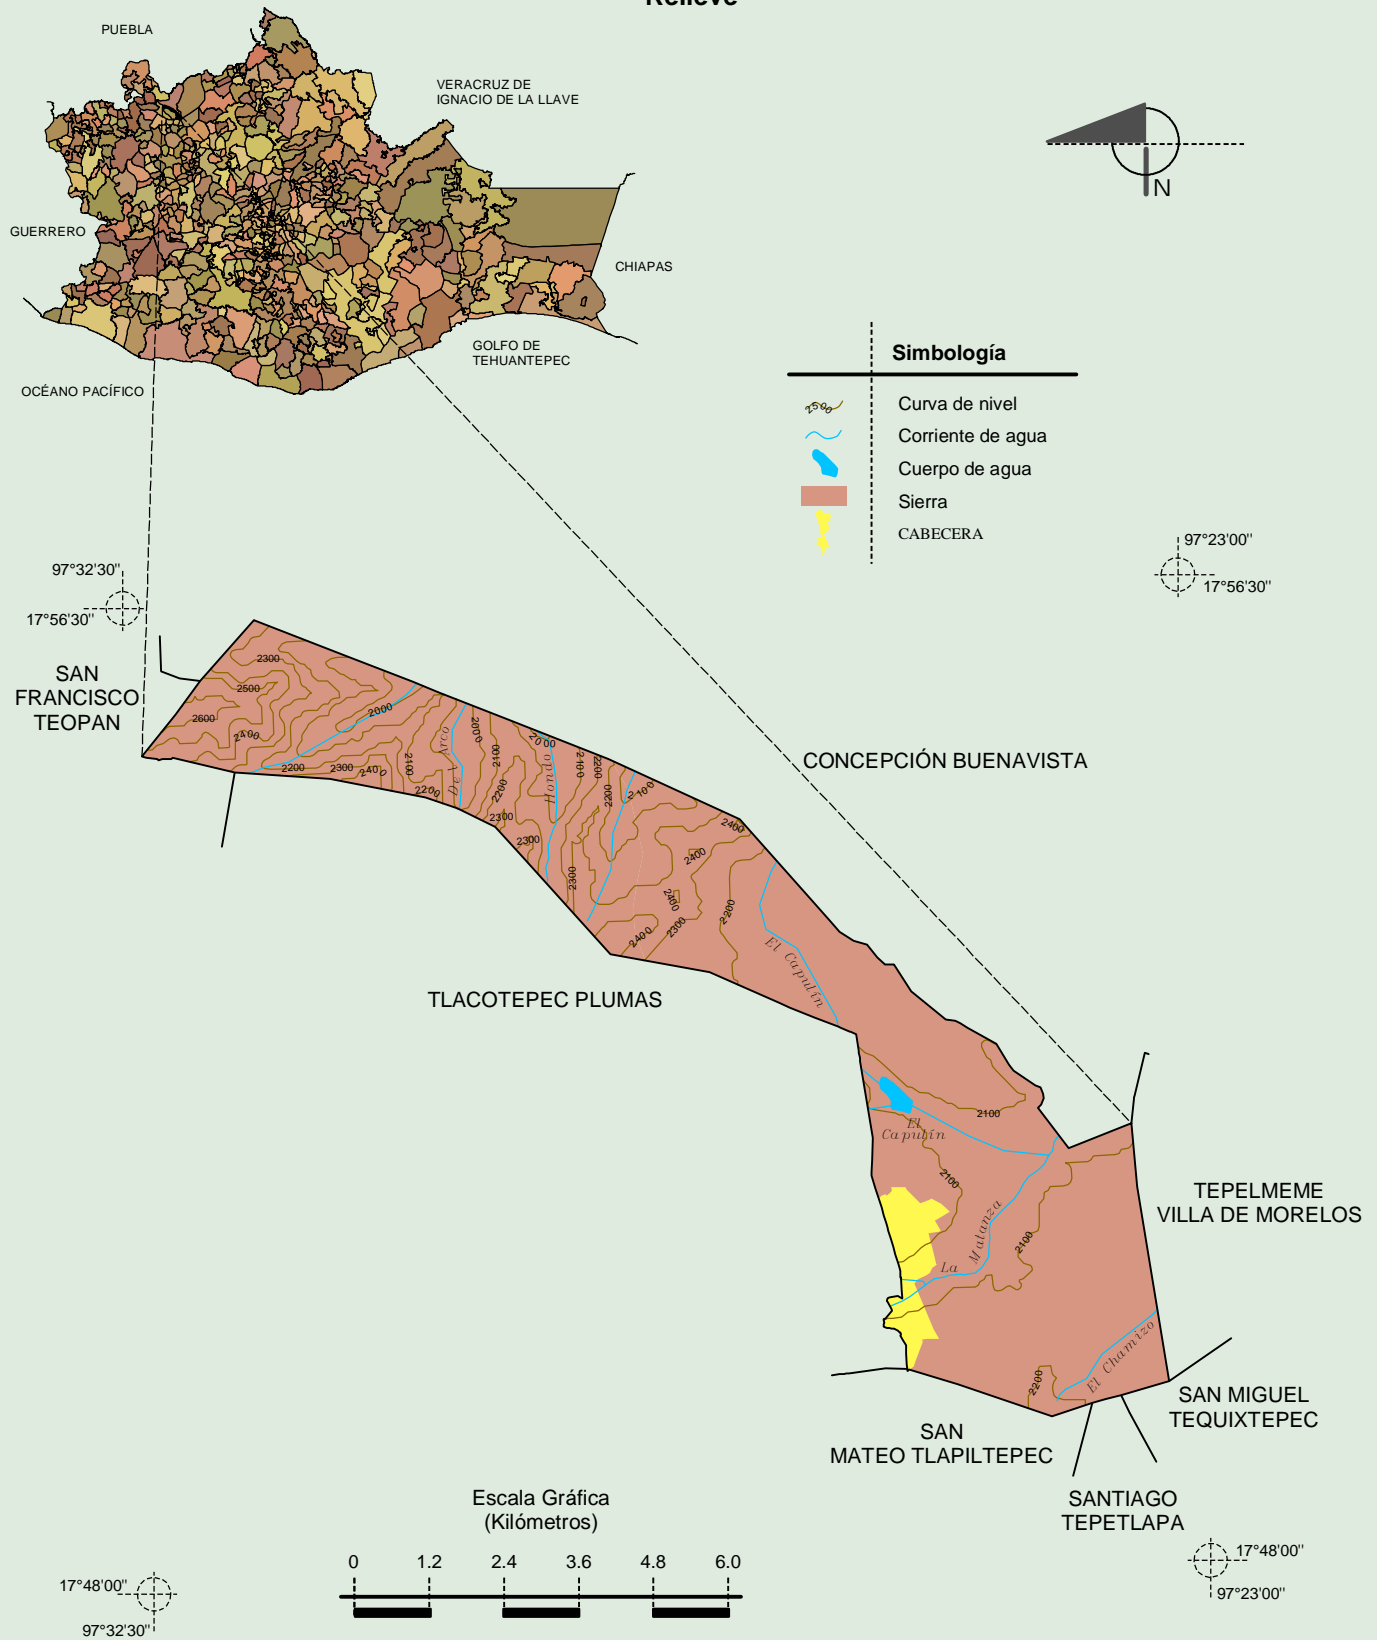 Relieve
PUEBLA
VERACRUZ DE
IGNACIO DE LA LLAVE
GUERRERO
CHIAPAS
GOLFO DE
TEHUANTEPEC
OCÉANO PACÍFICO
N
Simbología
2500
Curva de nivel
Corriente de agua
Cuerpo de agua
Sierra
CABECERA
97°32'30"
17°56'30"
97°23'00"
17°56'30"
SAN
FRANCISCO
TEOPAN
2300
2500
2600
2400
2000
2200
2300
2400
2100
2200
De
Arco
2000
2100
2200
2300
2300
2000
Hondo
2100
2200
2200
2100
2300
2400
2400
2400
2300
2400
2200
El Capulín
CONCEPCIÓN BUENAVISTA
TLACOTEPEC PLUMAS
2100
El
Capulín
2100
2100
La
Matanza
TEPELMEME
VILLA DE MORELOS
El Chamizo
2200
SAN MIGUEL
TEQUIXTEPEC
SAN
MATEO TLAPILTEPEC
SANTIAGO
TEPETLAPA
Escala Gráfica
(Kilómetros)
0 1.2 2.4 3.6 4.8 6.0
17°48'00"
97°32'30"
17°48'00"
97°23'00"